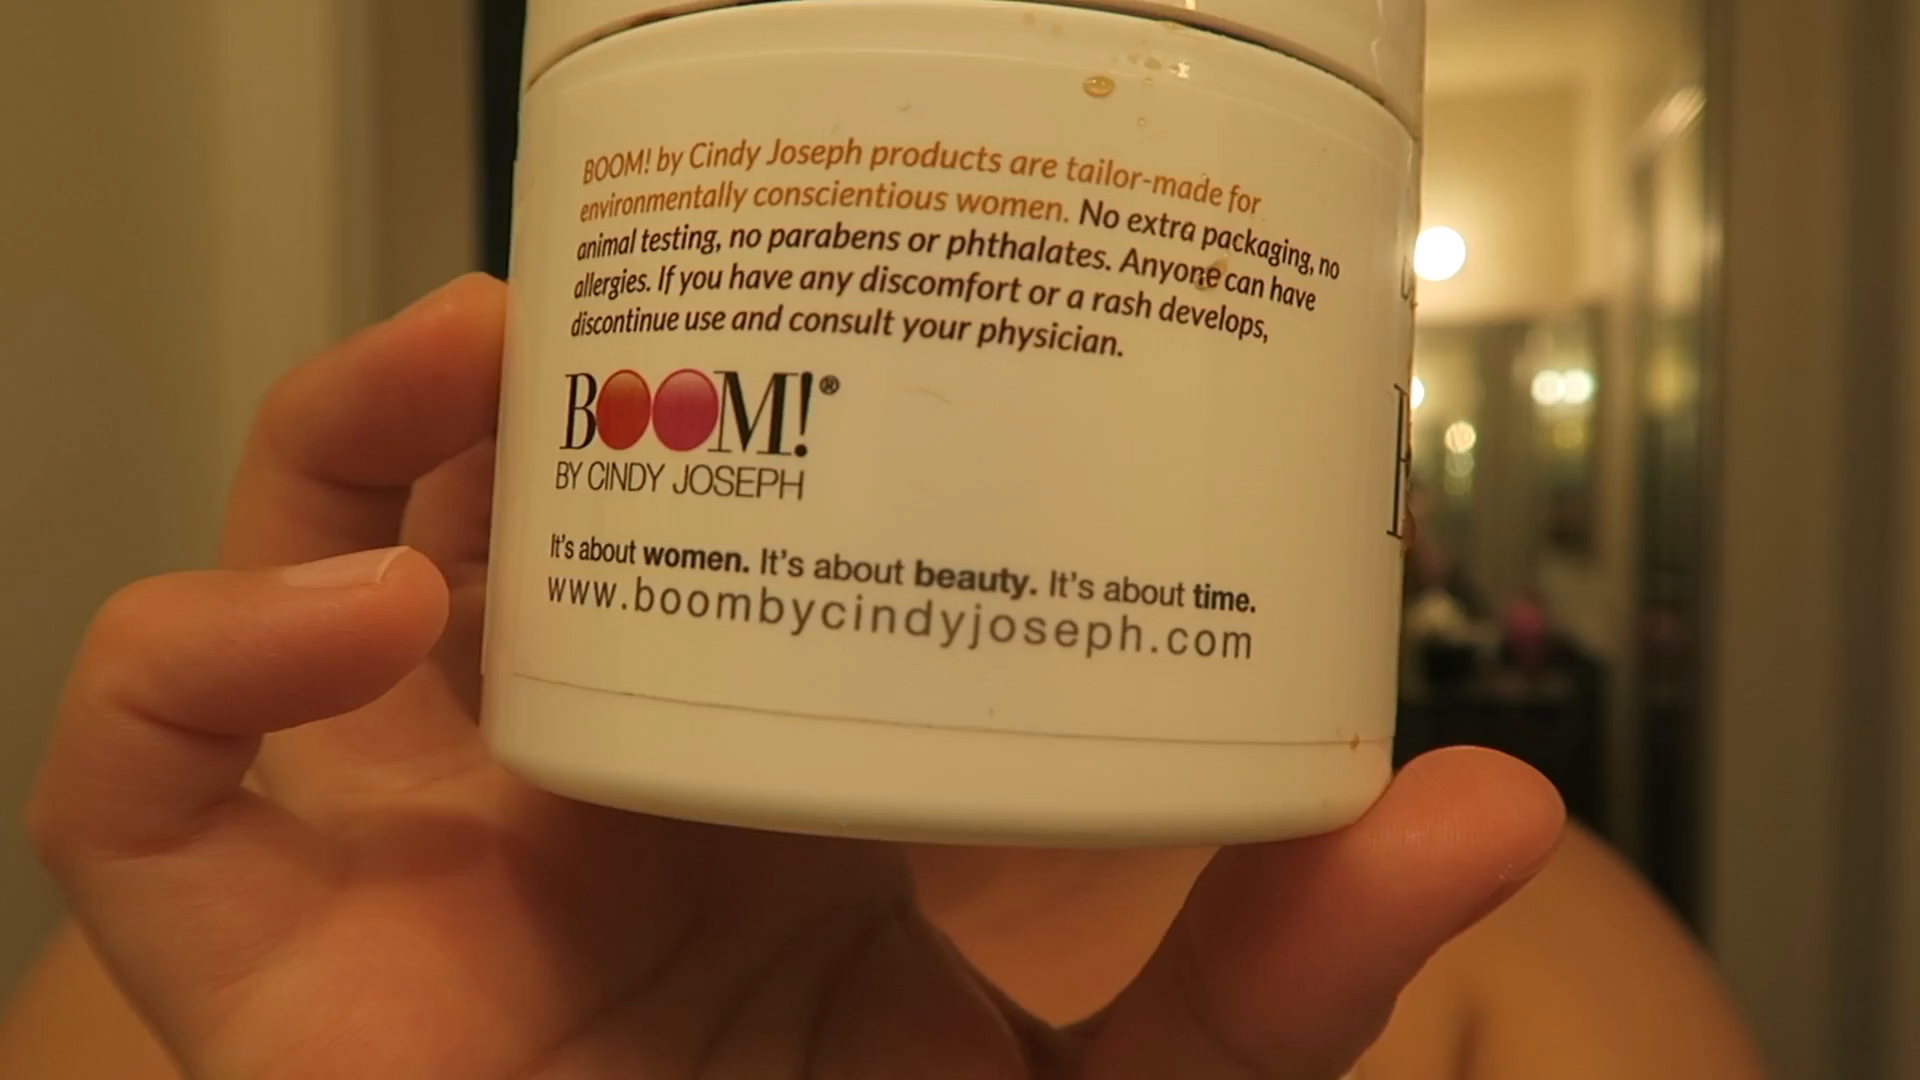 BOOM! by Cindy Joseph products are tailor-made for
environmentally conscientious women. No extra packaging, no
animal testing, no parabens or phthalates. Anyone can have
allergies. If you have any discomfort or a rash develops,
discontinue use and consult your physician.
BOOM!®
BY CINDY JOSEPH
It's about women. It's about beauty. It's about time.
www.boombycindyjoseph.com